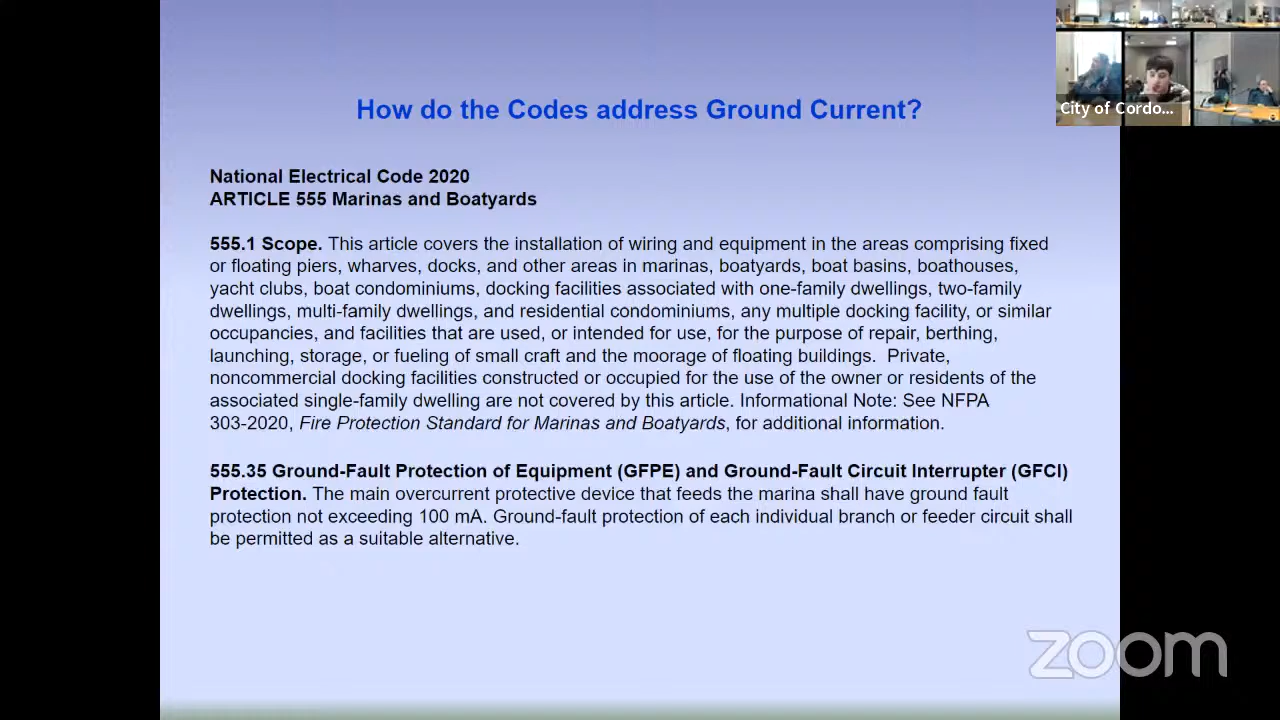 How do the Codes address Ground Current?
City of Cordo...
National Electrical Code 2020
ARTICLE 555 Marinas and Boatyards
555.1 Scope. This article covers the installation of wiring and equipment in the areas comprising fixed
or floating piers, wharves, docks, and other areas in marinas, boatyards, boat basins, boathouses,
yacht clubs, boat condominiums, docking facilities associated with one-family dwellings, two-family
dwellings, multi-family dwellings, and residential condominiums, any multiple docking facility, or similar
occupancies, and facilities that are used, or intended for use, for the purpose of repair, berthing,
launching, storage, or fueling of small craft and the moorage of floating buildings.  Private,
noncommercial docking facilities constructed or occupied for the use of the owner or residents of the
associated single-family dwelling are not covered by this article. Informational Note: See NFPA
303-2020, Fire Protection Standard for Marinas and Boatyards, for additional information.
555.35 Ground-Fault Protection of Equipment (GFPE) and Ground-Fault Circuit Interrupter (GFCI)
Protection. The main overcurrent protective device that feeds the marina shall have ground fault
protection not exceeding 100 mA. Ground-fault protection of each individual branch or feeder circuit shall
be permitted as a suitable alternative.
zoom